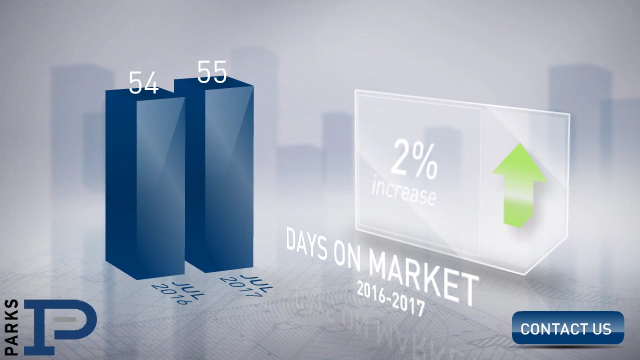 54
55
2%
increase
JUL
2016
JUL
2017
DAYS ON MARKET
2016-2017
PARKS
P
CONTACT US